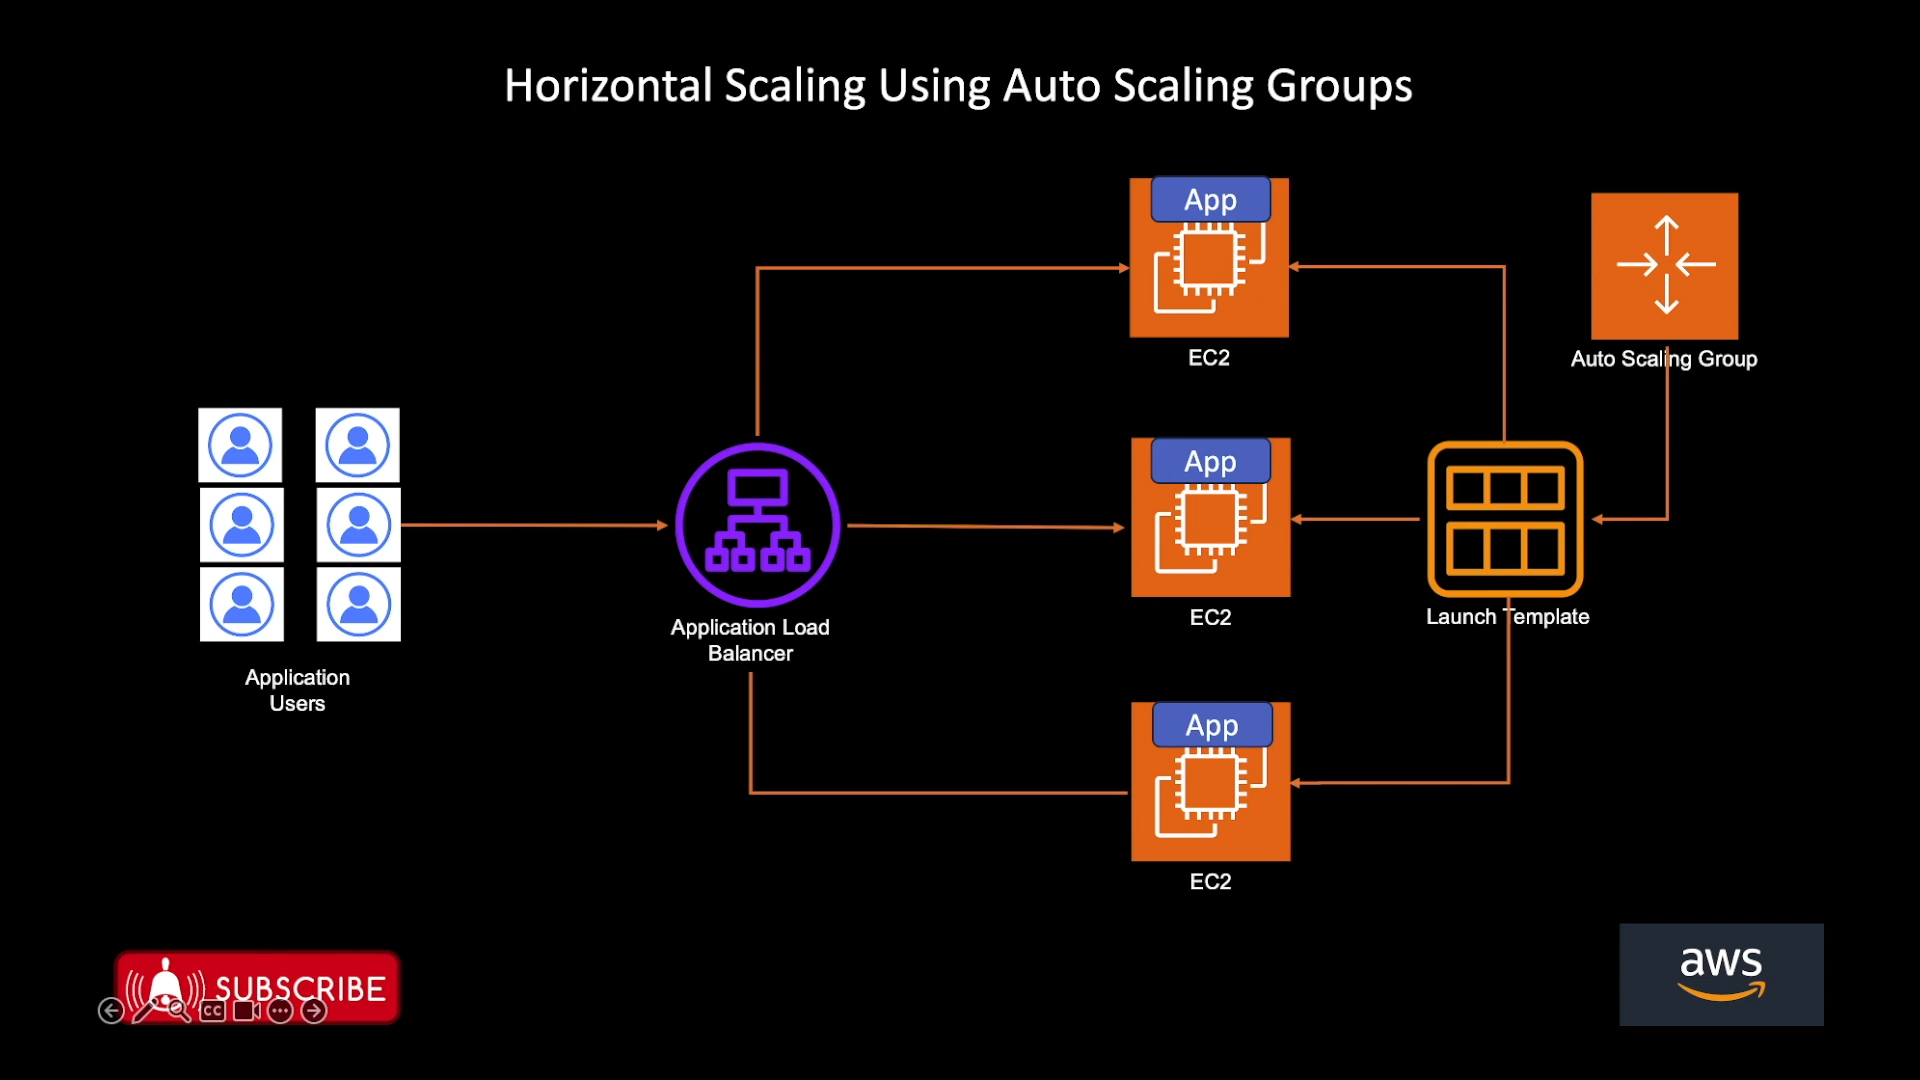 Horizontal Scaling Using Auto Scaling Groups
App
EC2
Auto Scaling Group
App
EC2
Launch Template
Application Load
Balancer
Application
Users
App
EC2
SUBSCRIBE
CC
aws